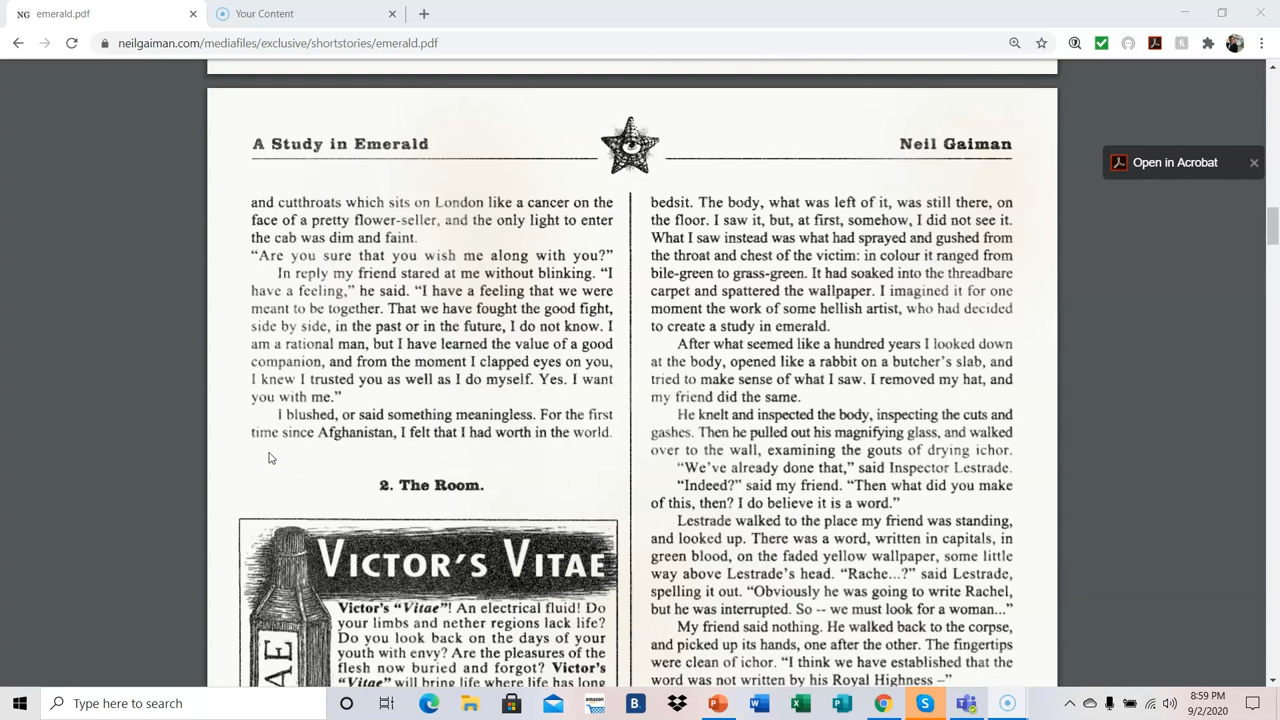 NG emerald.pdf
Your Content
neilgaiman.com/mediafiles/exclusive/shortstories/emerald.pdf
Open in Acrobat
A Study in Emerald
Neil Gaiman
and cutthroats which sits on London like a cancer on the
face of a pretty flower-seller, and the only light to enter
the cab was dim and faint.
“Are you sure that you wish me along with you?”
In reply my friend stared at me without blinking. “I
have a feeling,” he said. “I have a feeling that we were
meant to be together. That we have fought the good fight,
side by side, in the past or in the future, I do not know. I
am a rational man, but I have learned the value of a good
companion, and from the moment I clapped eyes on you,
I knew I trusted you as well as I do myself. Yes. I want
you with me.”
I blushed, or said something meaningless. For the first
time since Afghanistan, I felt that I had worth in the world.
2. The Room.
VICTOR’S VITAE
Victor’s “Vitae”! An electrical fluid! Do
your limbs and nether regions lack life?
Do you look back on the days of your
youth with envy? Are the pleasures of the
flesh now buried and forgot? Victor’s
“Vitae” will bring life where life has long
AE
bedsit. The body, what was left of it, was still there, on
the floor. I saw it, but, at first, somehow, I did not see it.
What I saw instead was what had sprayed and gushed from
the throat and chest of the victim: in colour it ranged from
bile-green to grass-green. It had soaked into the threadbare
carpet and spattered the wallpaper. I imagined it for one
moment the work of some hellish artist, who had decided
to create a study in emerald.
After what seemed like a hundred years I looked down
at the body, opened like a rabbit on a butcher’s slab, and
tried to make sense of what I saw. I removed my hat, and
my friend did the same.
He knelt and inspected the body, inspecting the cuts and
gashes. Then he pulled out his magnifying glass, and walked
over to the wall, examining the gouts of drying ichor.
“We’ve already done that,” said Inspector Lestrade.
“Indeed?” said my friend. “Then what did you make
of this, then? I do believe it is a word.”
Lestrade walked to the place my friend was standing,
and looked up. There was a word, written in capitals, in
green blood, on the faded yellow wallpaper, some little
way above Lestrade’s head. “Rache...?” said Lestrade,
spelling it out. “Obviously he was going to write Rachel,
but he was interrupted. So -- we must look for a woman...”
My friend said nothing. He walked back to the corpse,
and picked up its hands, one after the other. The fingertips
were clean of ichor. “I think we have established that the
word was not written by his Royal Highness –”
Type here to search
amazon
B.
8:59 PM
9/2/2020